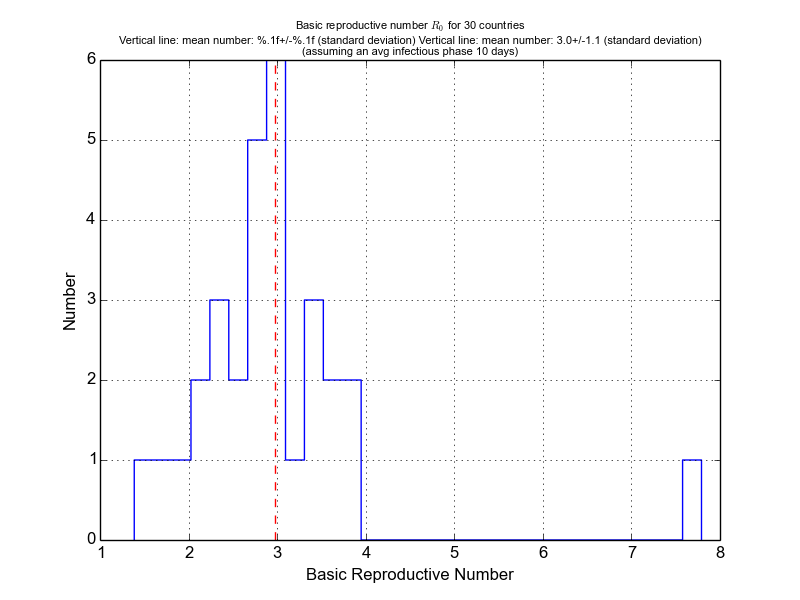 Basic reproductive number R₀ for 30 countries
Vertical line: mean number: %.1f+/-%.1f (standard deviation) Vertical line: mean number: 3.0+/-1.1 (standard deviation)
(assuming an avg infectious phase 10 days)
6
5
4
3
2
1
0
Number
1 2 3 4 5 6 7 8
Basic Reproductive Number